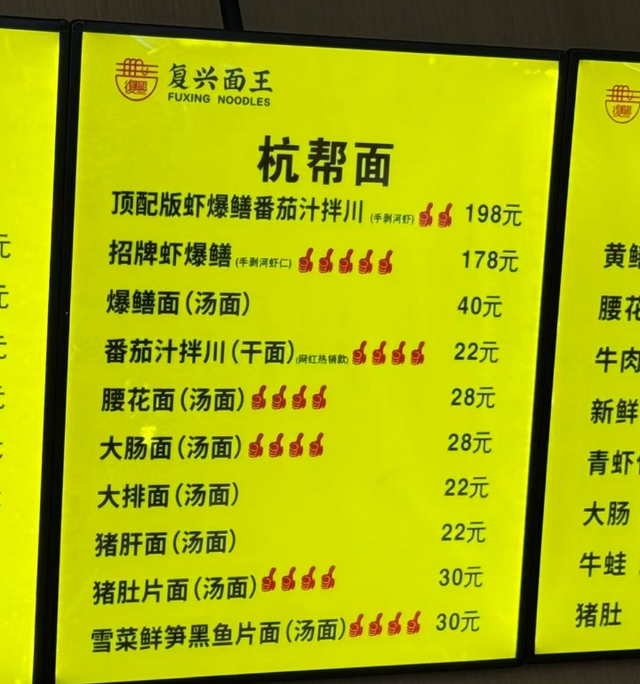 復興
复兴面王
FUXING NOODLES
杭帮面
顶配版虾爆鳝番茄汁拌川(手剥河虾) 198元
招牌虾爆鳝(手剥河虾仁) 178元
爆鳝面(汤面) 40元
番茄汁拌川(干面)(网红热销款) 22元
腰花面(汤面) 28元
大肠面(汤面) 28元
大排面(汤面) 22元
猪肝面(汤面) 22元
猪肚片面(汤面) 30元
雪菜鲜笋黑鱼片面(汤面) 30元
元
元
元
黄鳝
腰花
牛肉
新鲜
青虾
大肠
牛蛙
猪肚